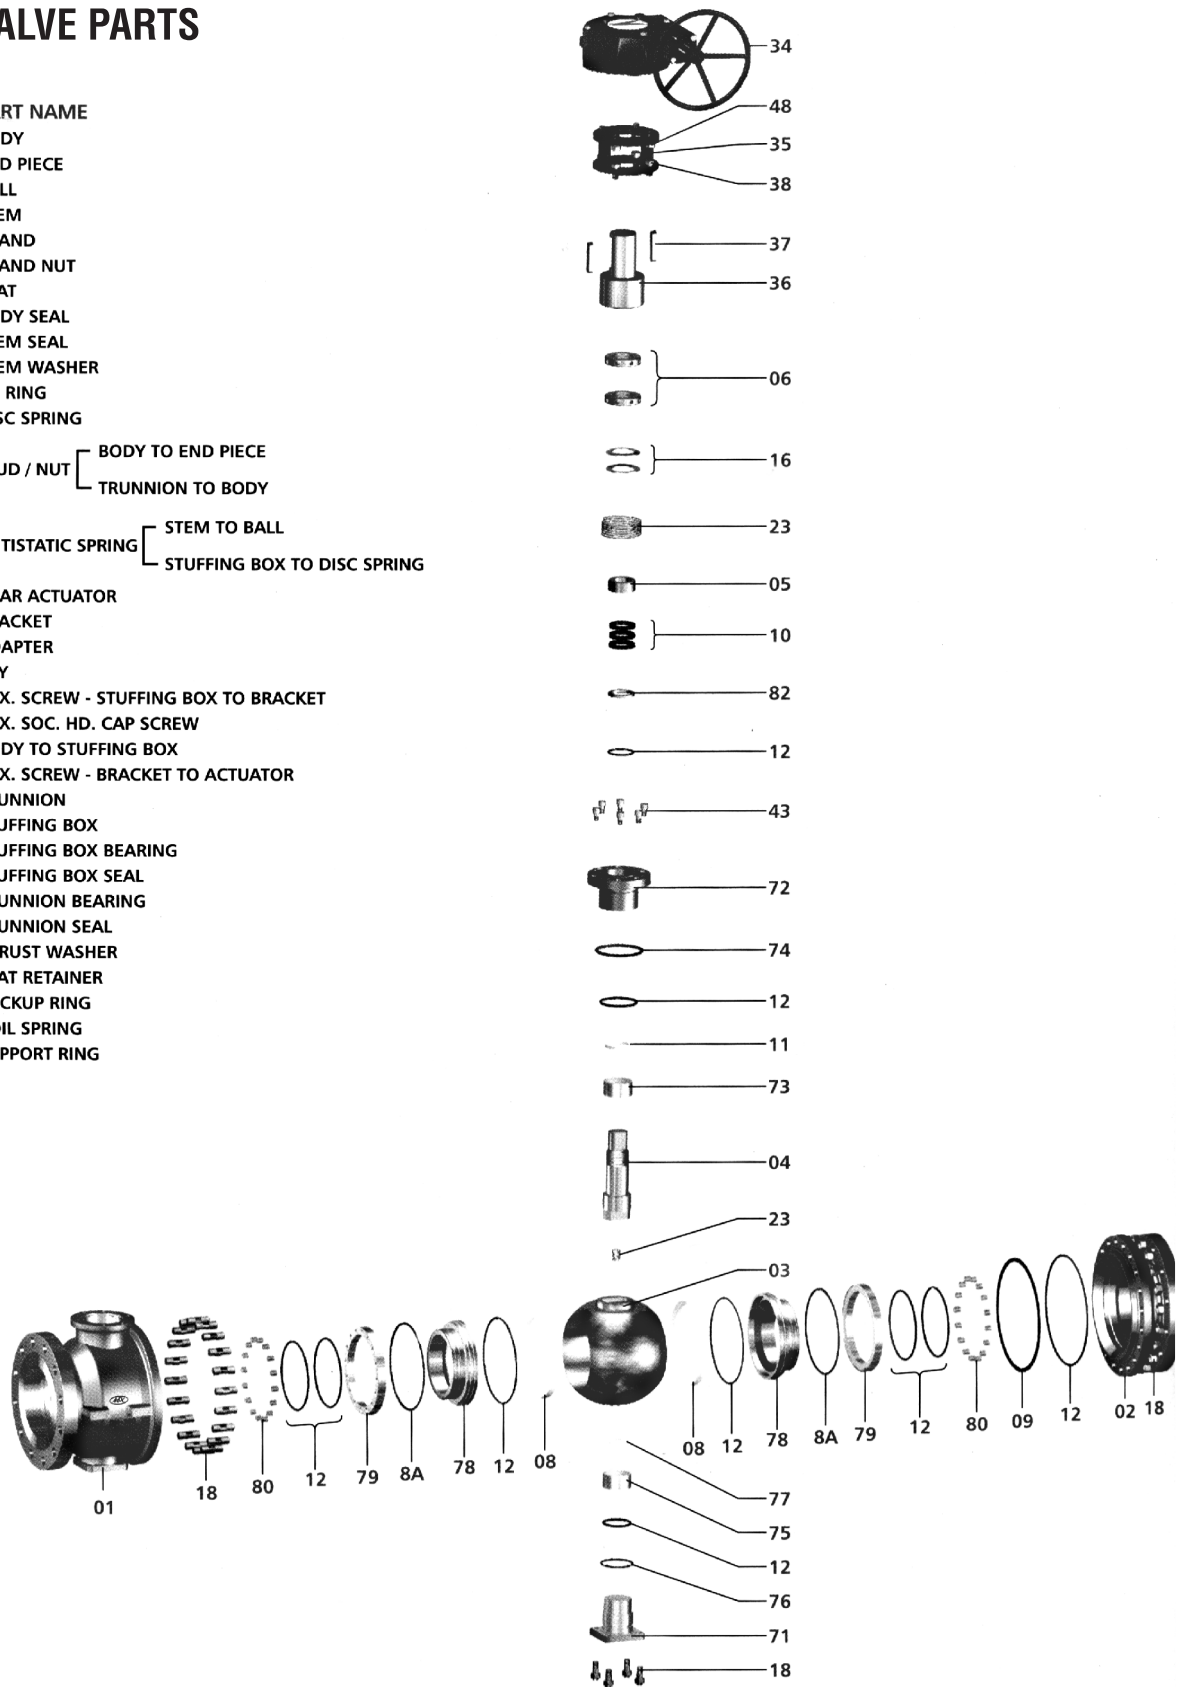 ALVE PARTS
ART NAME
DY
D PIECE
LL
EM
AND
AND NUT
AT
DY SEAL
EM SEAL
EM WASHER
RING
SC SPRING
UD / NUT
BODY TO END PIECE
TRUNNION TO BODY
TISTATIC SPRING
STEM TO BALL
STUFFING BOX TO DISC SPRING
AR ACTUATOR
ACKET
DAPTER
Y
X. SCREW - STUFFING BOX TO BRACKET
X. SOC. HD. CAP SCREW
DY TO STUFFING BOX
X. SCREW - BRACKET TO ACTUATOR
UNNION
UFFING BOX
UFFING BOX BEARING
UFFING BOX SEAL
UNNION BEARING
UNNION SEAL
RUST WASHER
AT RETAINER
CKUP RING
IL SPRING
PPORT RING
34
48
35
38
37
36
06
16
23
05
10
82
12
43
72
74
12
11
73
04
23
03
01
18
80
12
79
8A
78
12
08
08
12
78
8A
79
12
80
09
12
02
18
77
75
12
76
71
18